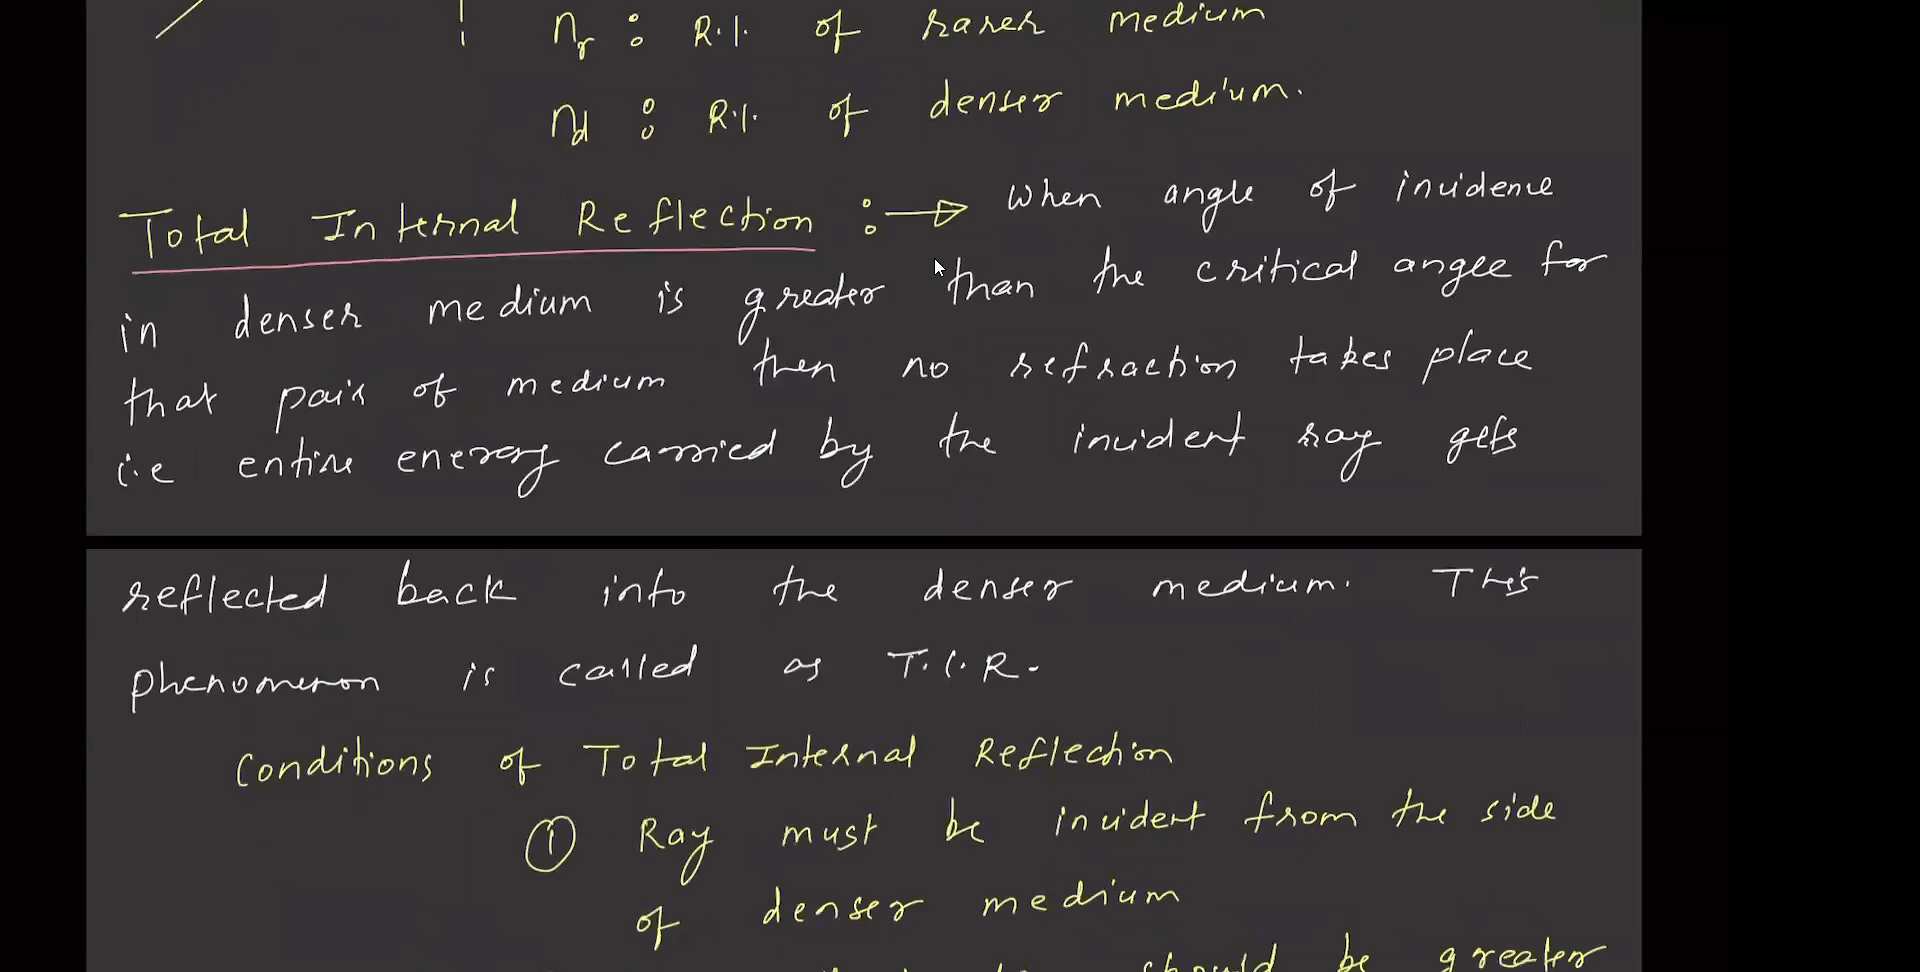 nr : R.I. of rarer medium
nd : R.I. of denser medium.
Total Internal Reflection :→ When angle of incidence
in denser medium is greater than the critical angle for
that pair of medium then no refraction takes place
i.e entire energy carried by the incident ray gets
reflected back into the denser medium. This
phenomenon is called as T.I.R.
Conditions of Total Internal Reflection
① Ray must be incident from the side
of denser medium
should be greater